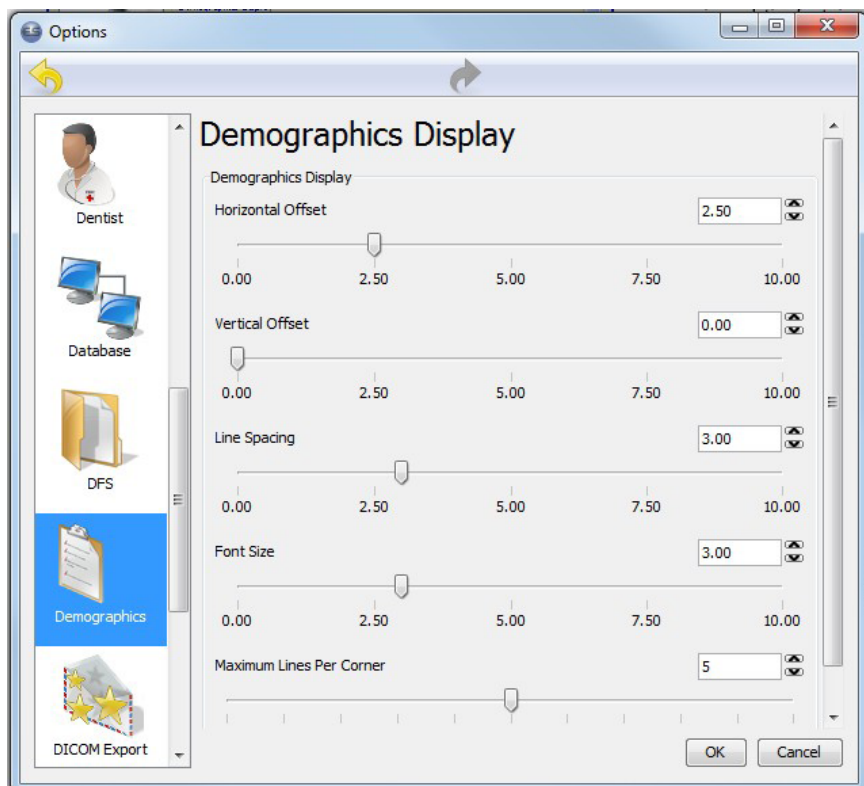 ES Options
Demographics Display
Dentist
Database
DFS
Demographics
DICOM Export
Demographics Display
Horizontal Offset 2.50
0.00 2.50 5.00 7.50 10.00
Vertical Offset 0.00
0.00 2.50 5.00 7.50 10.00
Line Spacing 3.00
0.00 2.50 5.00 7.50 10.00
Font Size 3.00
0.00 2.50 5.00 7.50 10.00
Maximum Lines Per Corner 5
OK Cancel